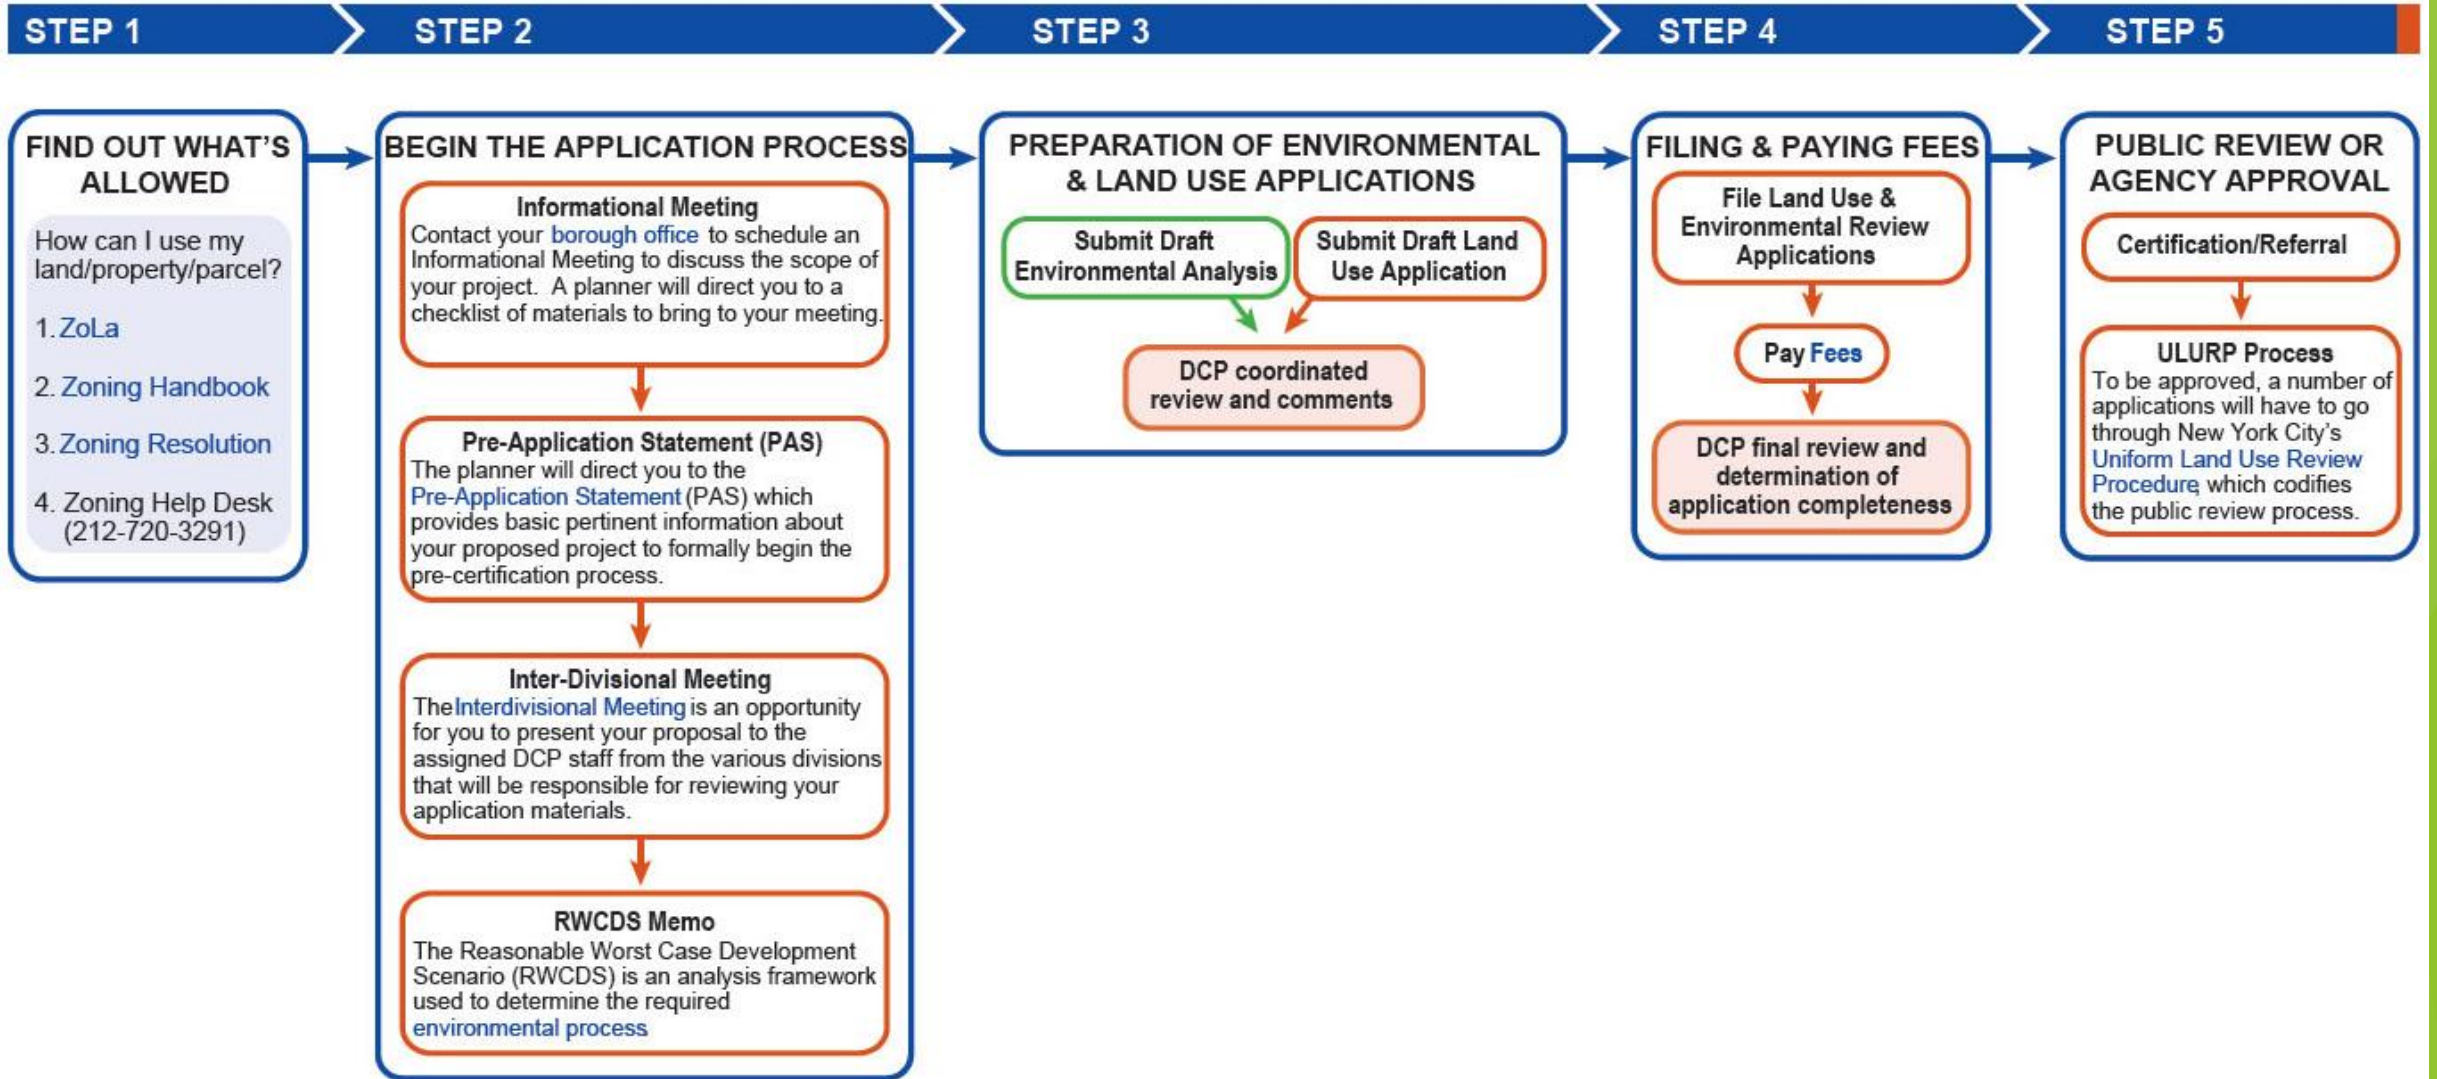 STEP 1
STEP 2
STEP 3
STEP 4
STEP 5
FIND OUT WHAT'S
ALLOWED
How can I use my
land/property/parcel?
1. ZoLa
2. Zoning Handbook
3. Zoning Resolution
4. Zoning Help Desk
(212-720-3291)
BEGIN THE APPLICATION PROCESS
Informational Meeting
Contact your borough office to schedule an
Informational Meeting to discuss the scope of
your project. A planner will direct you to a
checklist of materials to bring to your meeting.
Pre-Application Statement (PAS)
The planner will direct you to the
Pre-Application Statement (PAS) which
provides basic pertinent information about
your proposed project to formally begin the
pre-certification process.
Inter-Divisional Meeting
The Interdivisional Meeting is an opportunity
for you to present your proposal to the
assigned DCP staff from the various divisions
that will be responsible for reviewing your
application materials.
RWCDS Memo
The Reasonable Worst Case Development
Scenario (RWCDS) is an analysis framework
used to determine the required
environmental process
PREPARATION OF ENVIRONMENTAL
& LAND USE APPLICATIONS
Submit Draft
Environmental Analysis
Submit Draft Land
Use Application
DCP coordinated
review and comments
FILING & PAYING FEES
File Land Use &
Environmental Review
Applications
Pay Fees
DCP final review and
determination of
application completeness
PUBLIC REVIEW OR
AGENCY APPROVAL
Certification/Referral
ULURP Process
To be approved, a number of
applications will have to go
through New York City's
Uniform Land Use Review
Procedure, which codifies
the public review process.